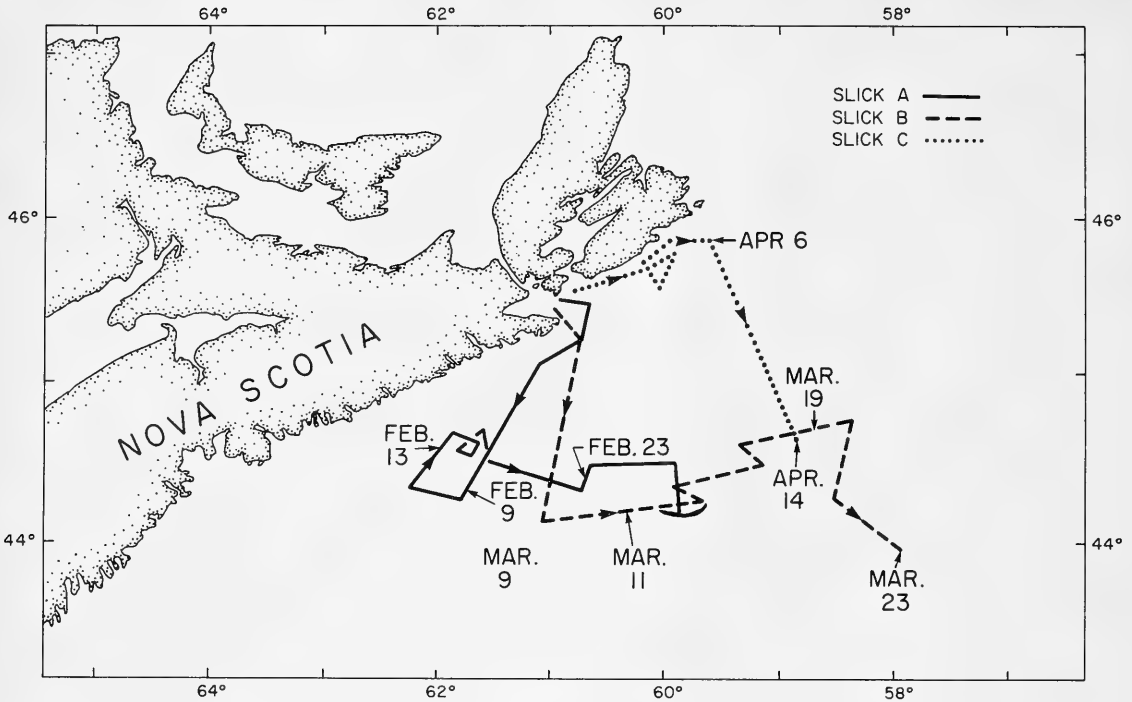 64° 62° 60°
SLICK A
SLICK B
SLICK C
46° 46°
APR 6
NOVA SCOTIA
MAR.
19
FEB.
13
FEB. 23
FEB.
9
APR.
14
44° 44°
MAR.
9
MAR.
11
MAR.
23
64° 62° 60° 58°